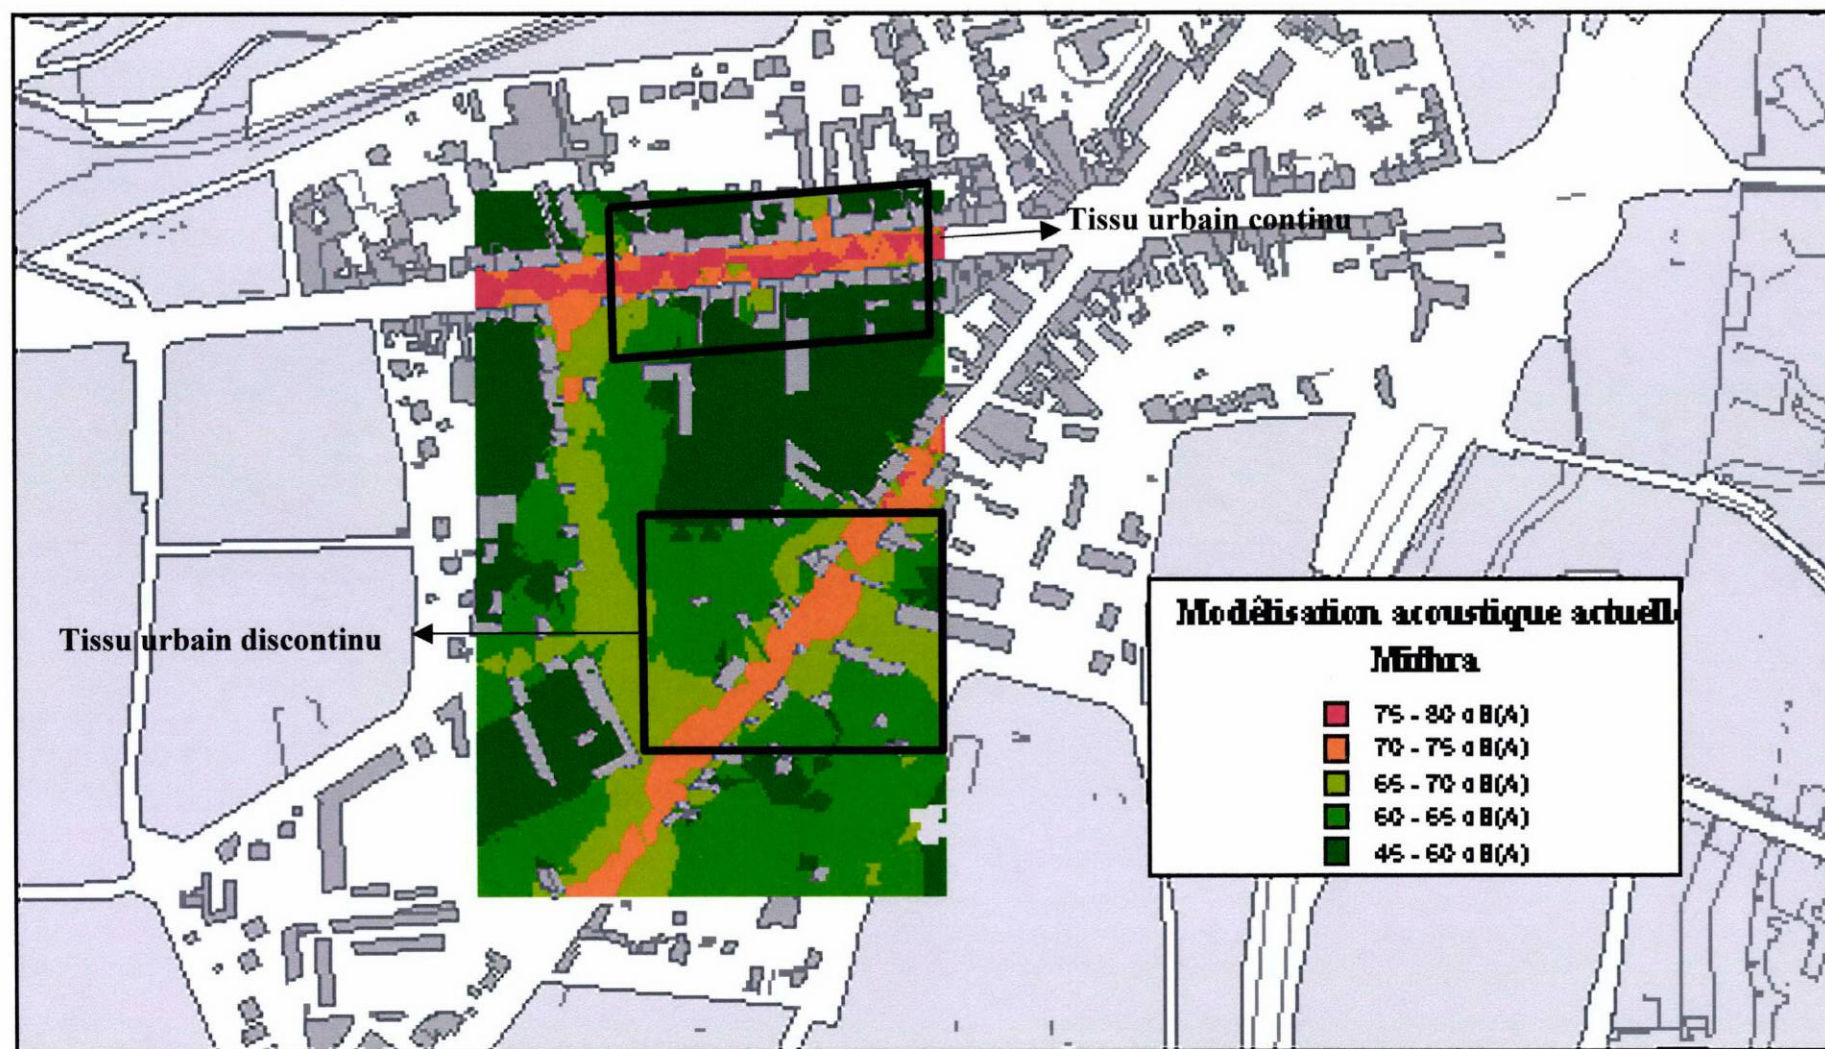 Tissu urbain continu
Tissu urbain discontinu
Modélisation acoustique actuelle
Mithra
75 - 80 dB(A)
70 - 75 dB(A)
65 - 70 dB(A)
60 - 65 dB(A)
45 - 60 dB(A)